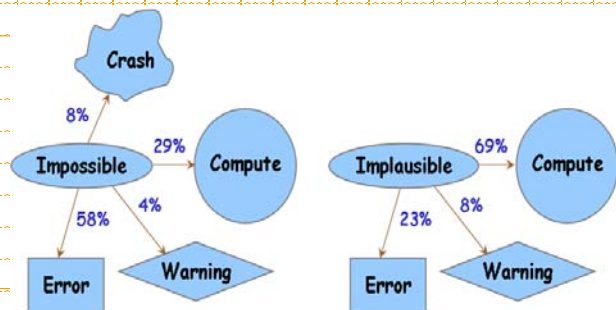 Crash
8%
29%
Impossible
Compute
4%
58%
Warning
Error
69%
Implausible
Compute
8%
23%
Warning
Error